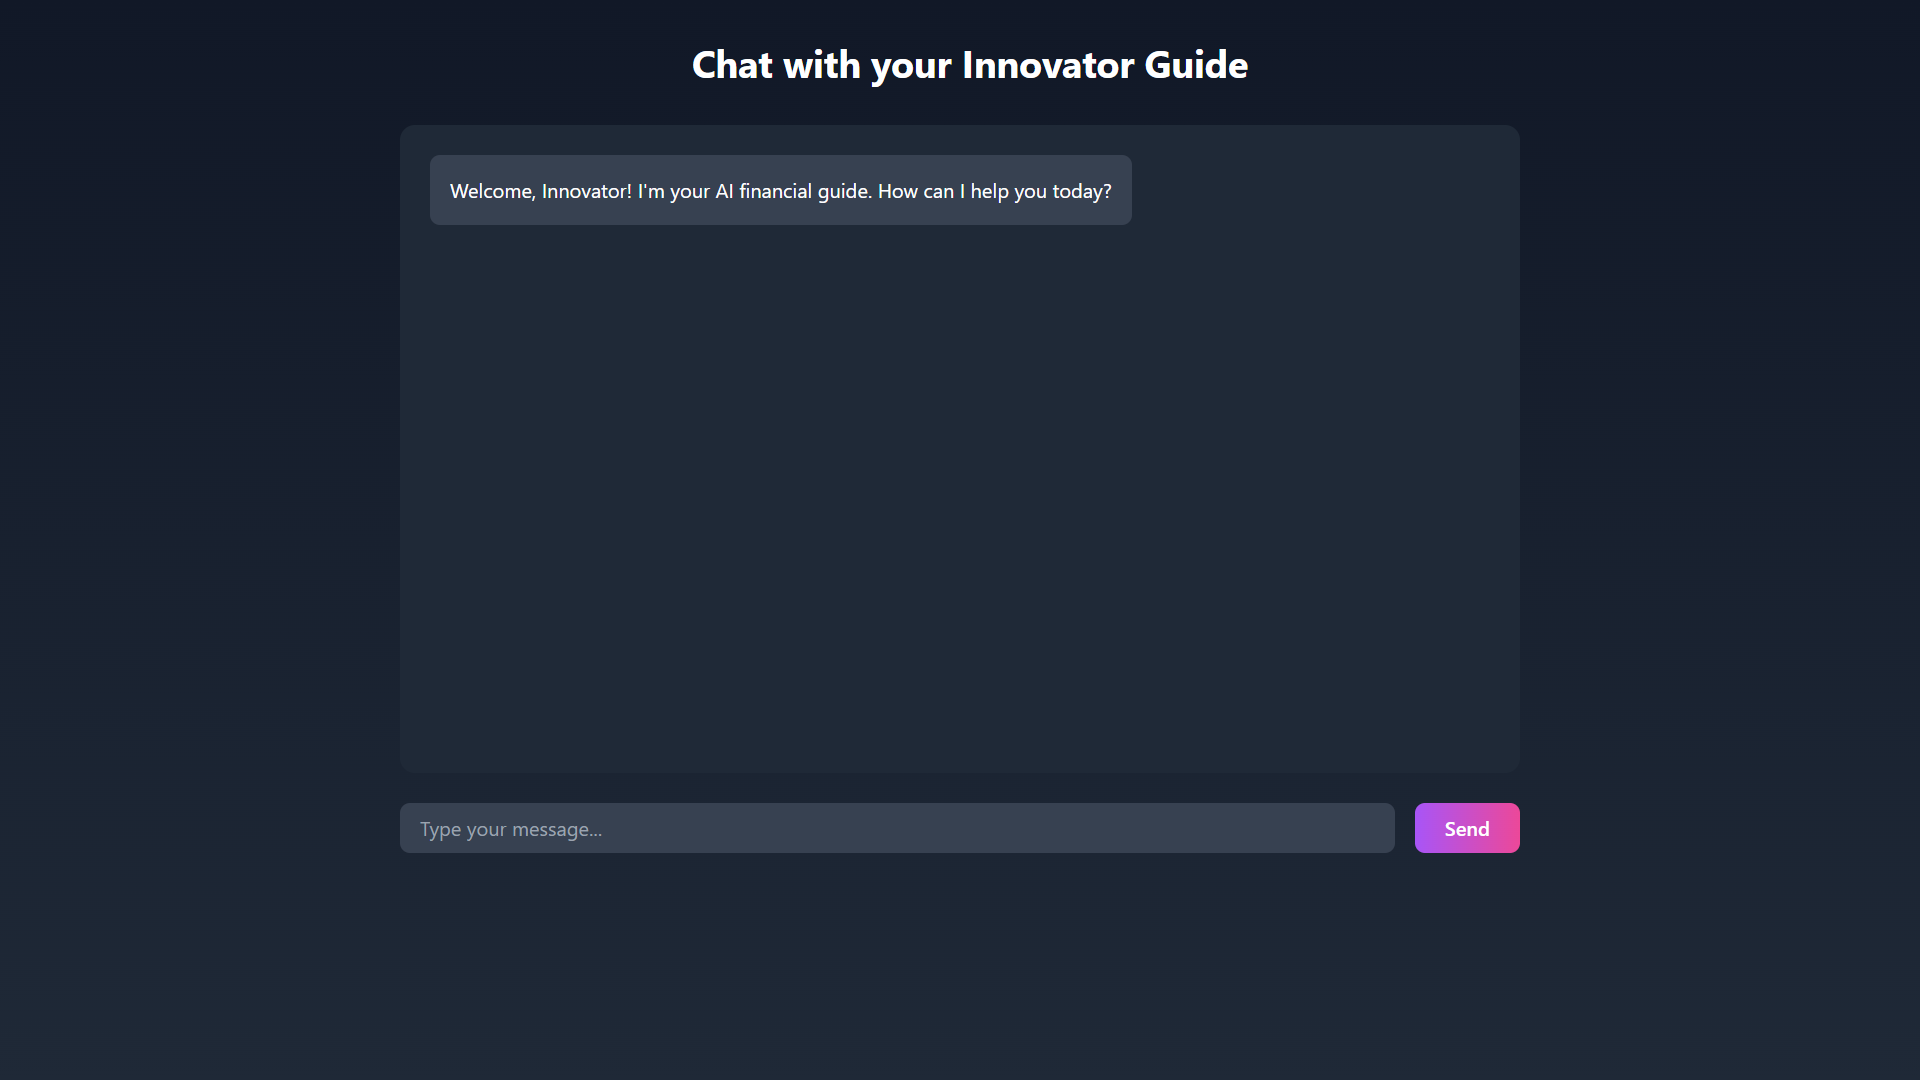 Chat with your Innovator Guide
Welcome, Innovator! I'm your AI financial guide. How can I help you today?
Type your message...
Send